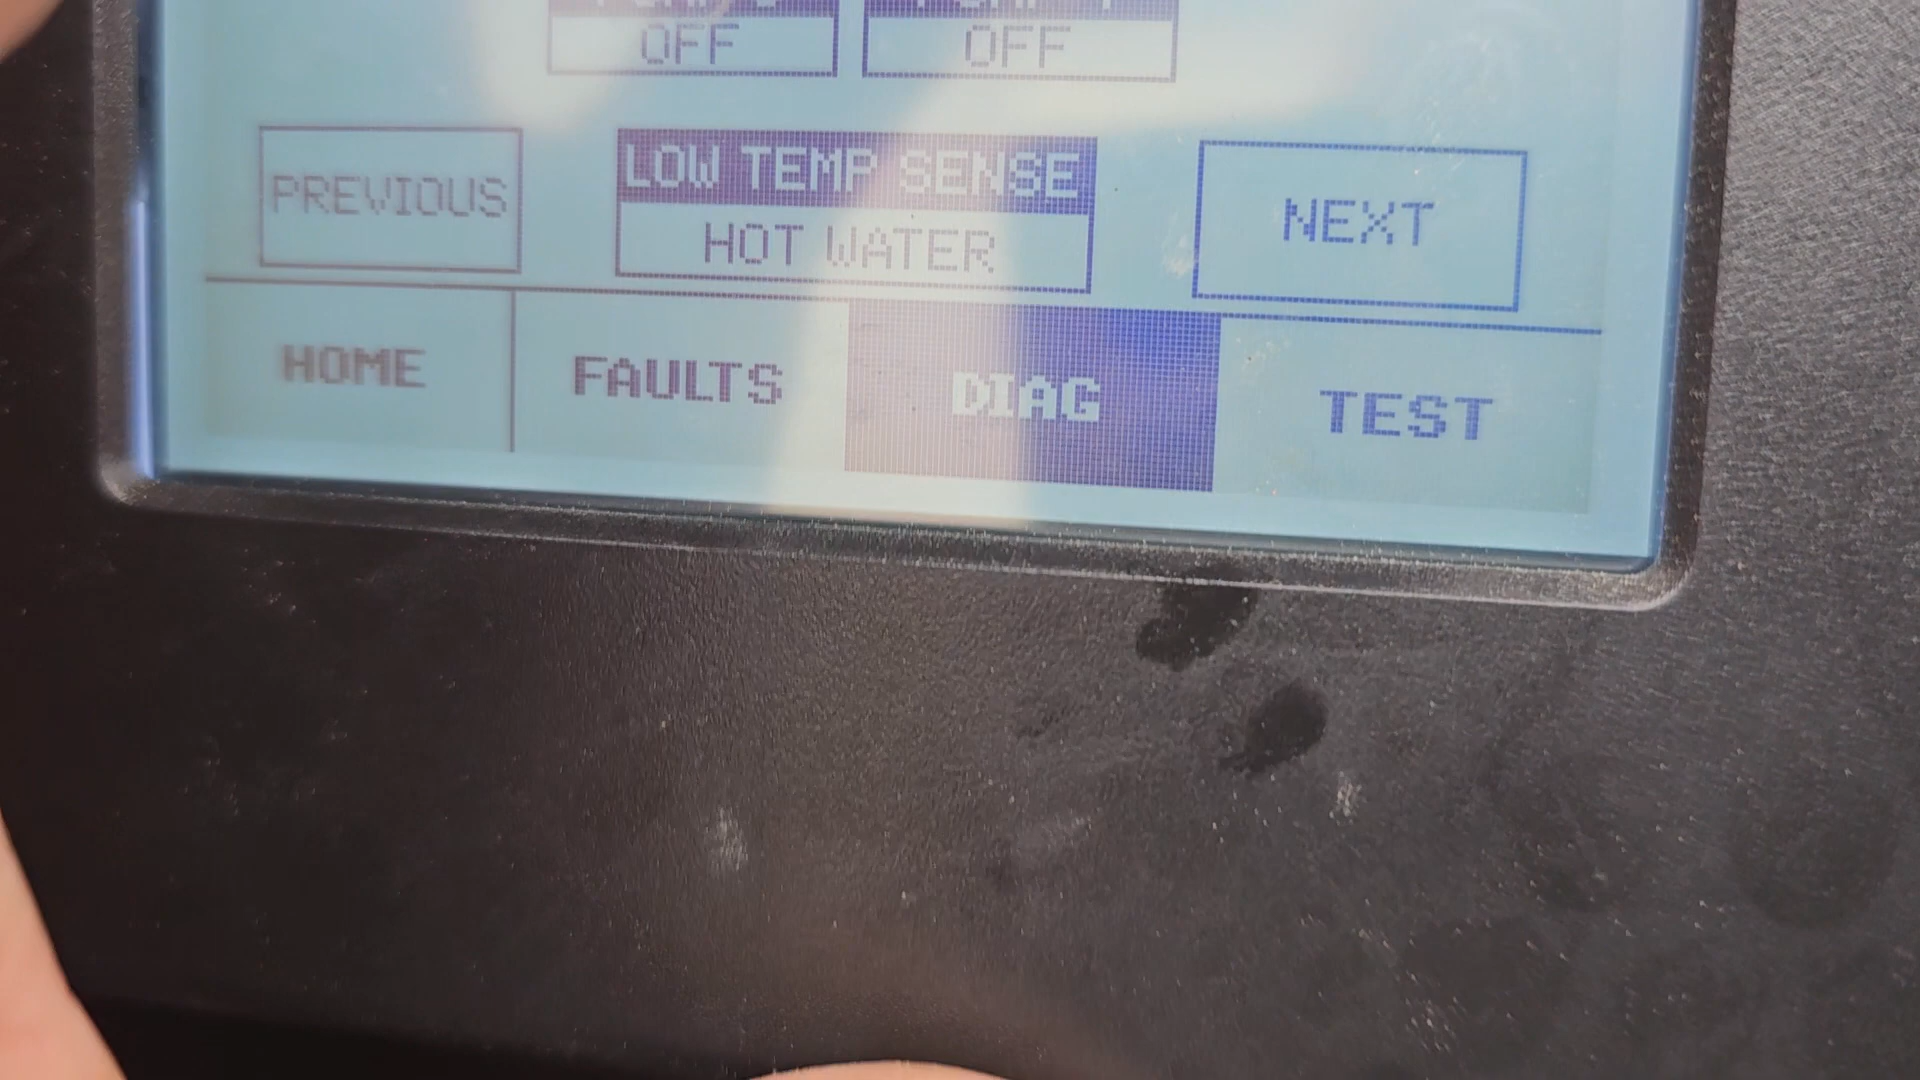 OFF
OFF
PREVIOUS
LOW TEMP SENSE
HOT WATER
NEXT
HOME
FAULTS
DIAG
TEST